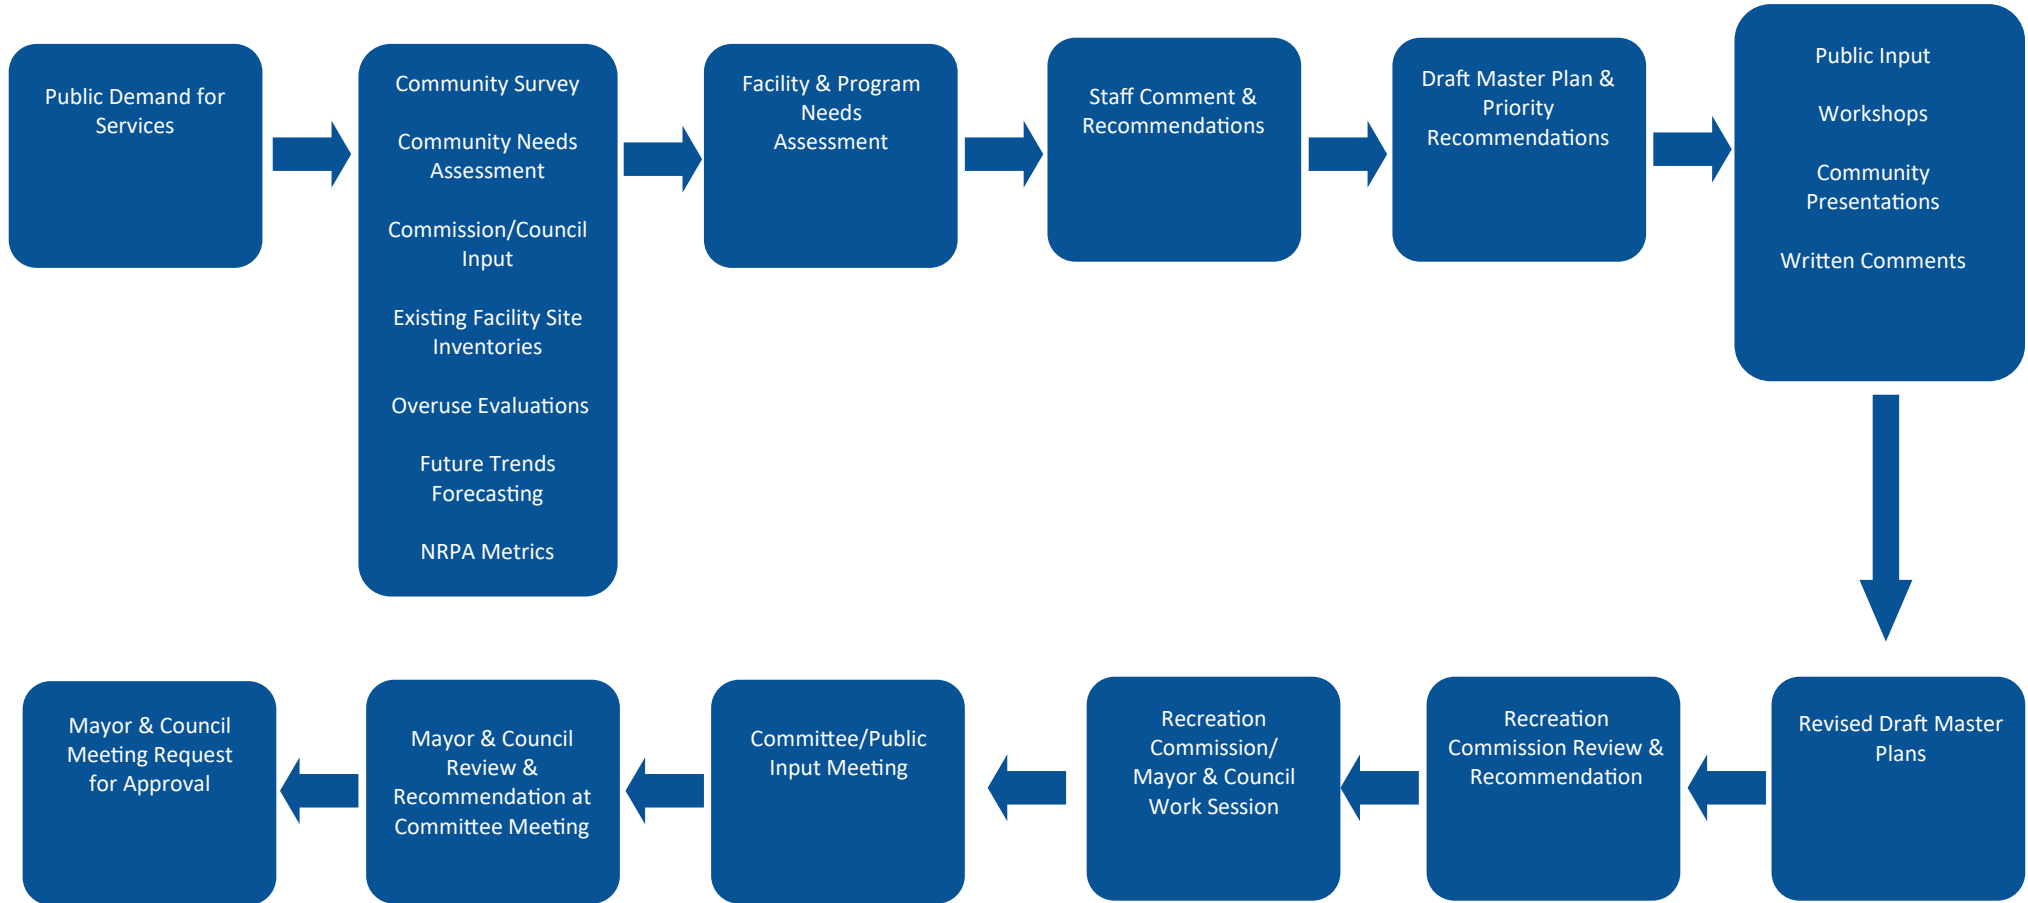 Public Demand for
Services
Community Survey
Community Needs
Assessment
Commission/Council
Input
Existing Facility Site
Inventories
Overuse Evaluations
Future Trends
Forecasting
NRPA Metrics
Facility & Program
Needs
Assessment
Staff Comment &
Recommendations
Draft Master Plan &
Priority
Recommendations
Public Input
Workshops
Community
Presentations
Written Comments
Revised Draft Master
Plans
Recreation
Commission Review &
Recommendation
Recreation
Commission/
Mayor & Council
Work Session
Committee/Public
Input Meeting
Mayor & Council
Review &
Recommendation at
Committee Meeting
Mayor & Council
Meeting Request
for Approval